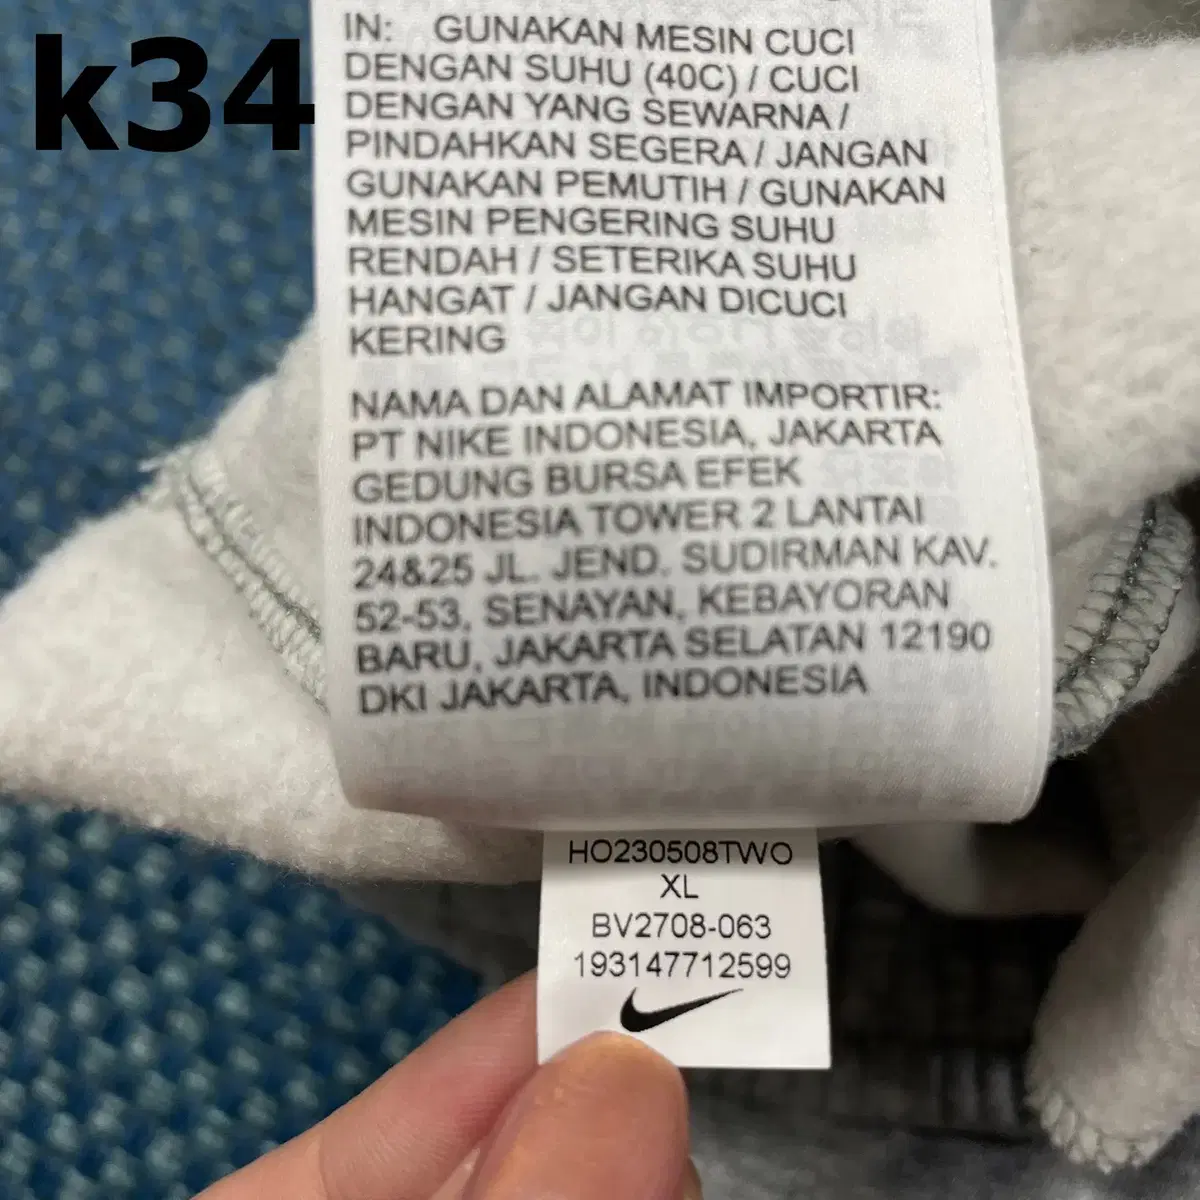 k34
IN: GUNAKAN MESIN CUCI
DENGAN SUHU (40C) / CUCI
DENGAN YANG SEWARNA /
PINDAHKAN SEGERA / JANGAN
GUNAKAN PEMUTIH / GUNAKAN
MESIN PENGERING SUHU
RENDAH / SETERIKA SUHU
HANGAT / JANGAN DICUCI
KERING
NAMA DAN ALAMAT IMPORTIR:
PT NIKE INDONESIA, JAKARTA
GEDUNG BURSA EFEK
INDONESIA TOWER 2 LANTAI
24&25 JL. JEND. SUDIRMAN KAV.
52-53, SENAYAN, KEBAYORAN
BARU, JAKARTA SELATAN 12190
DKI JAKARTA, INDONESIA
HO230508TWO
XL
BV2708-063
193147712599